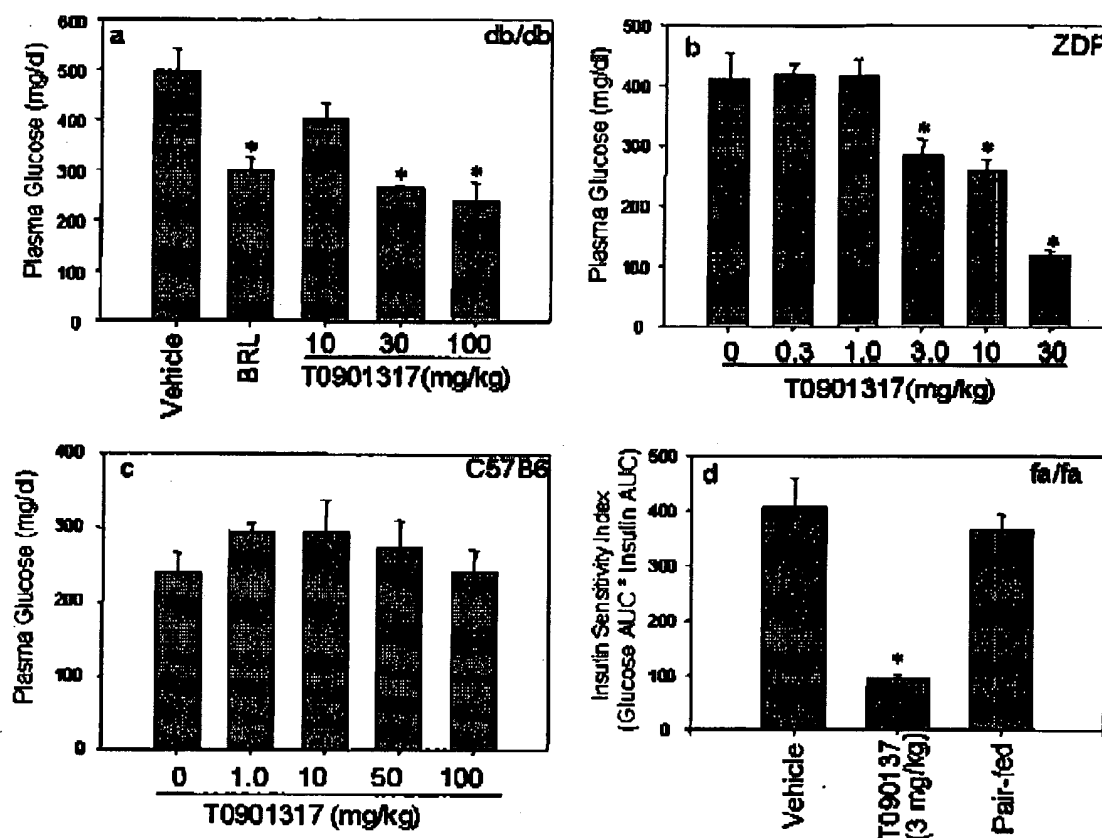 a
db/db
Plasma Glucose (mg/dl)
600
500
400
300
200
100
0
*
*
*
Vehicle
BRL
10
30
100
T0901317(mg/kg)
b
ZDF
Plasma Glucose (mg/dl)
500
400
300
200
100
0
*
*
*
0
0.3
1.0
3.0
10
30
T0901317(mg/kg)
c
C57B6
Plasma Glucose (mg/dl)
400
300
200
100
0
0
1.0
10
50
100
T0901317 (mg/kg)
d
fa/fa
Insulin Sensitivity Index
(Glucose AUC * Insulin AUC)
500
400
300
200
100
0
*
Vehicle
T090137
(3 mg/kg)
Pair-fed